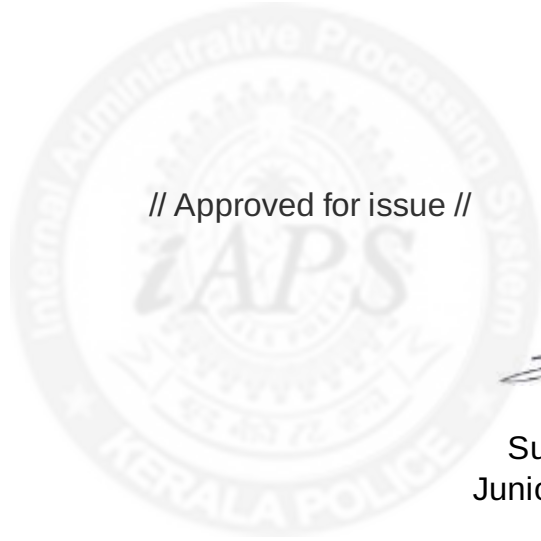 Internal Administrative Processing System
// Approved for issue //
iAPS
KERALA POLICE
Su
Junio